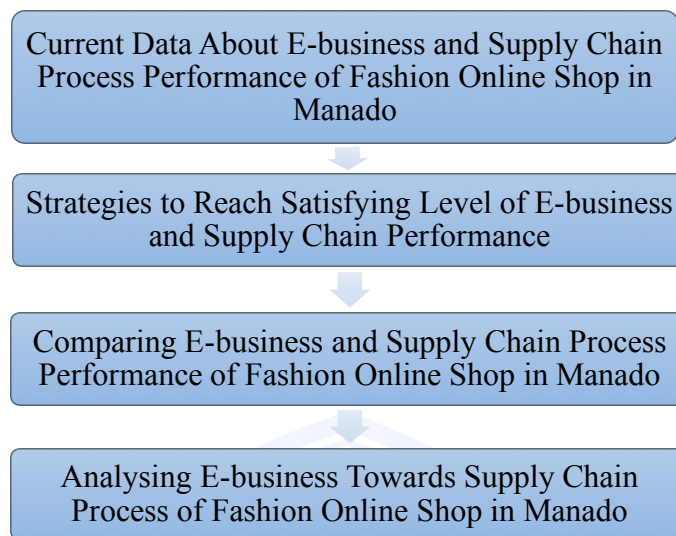 Current Data About E-business and Supply Chain
Process Performance of Fashion Online Shop in
Manado
Strategies to Reach Satisfying Level of E-business
and Supply Chain Performance
Comparing E-business and Supply Chain Process
Performance of Fashion Online Shop in Manado
Analysing E-business Towards Supply Chain
Process of Fashion Online Shop in Manado